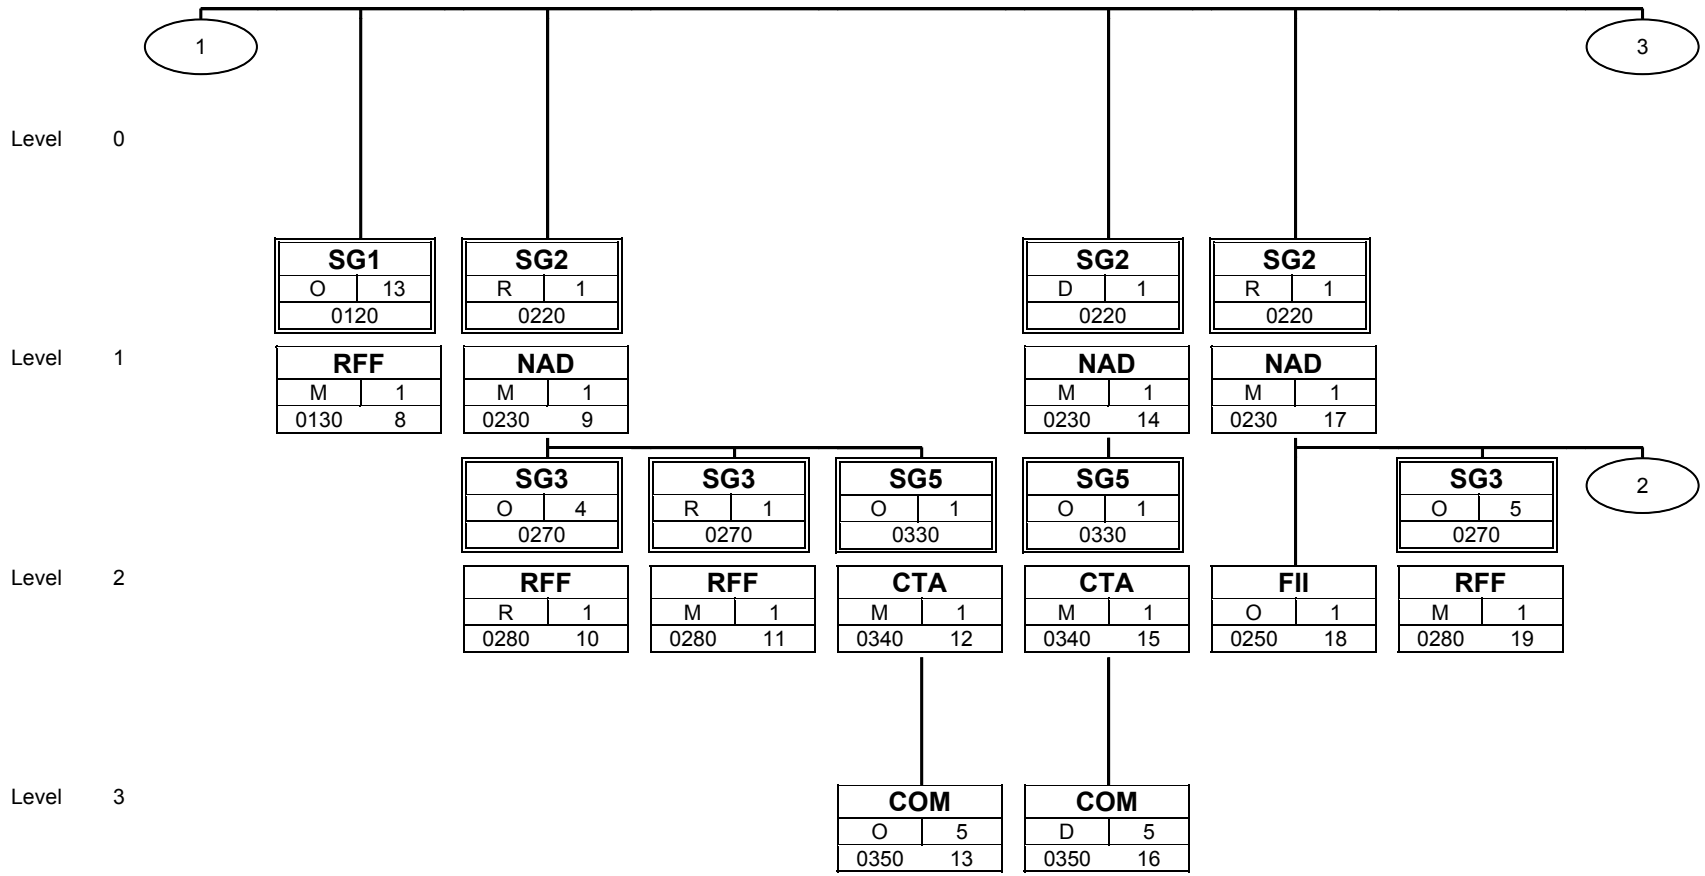 1 3
Level 0
SG1 SG2 SG2 SG2
O 13 R 1 D 1 R 1
0120 0220 0220 0220
Level 1
RFF NAD NAD NAD
M 1 M 1 M 1 M 1
0130 8 0230 9 0230 14 0230 17
SG3 SG3 SG5 SG5 SG3 2
O 4 R 1 O 1 O 1 O 5
0270 0270 0330 0330 0270
Level 2
RFF RFF CTA CTA FII RFF
R 1 M 1 M 1 M 1 O 1 M 1
0280 10 0280 11 0340 12 0340 15 0250 18 0280 19
Level 3
COM COM
O 5 D 5
0350 13 0350 16